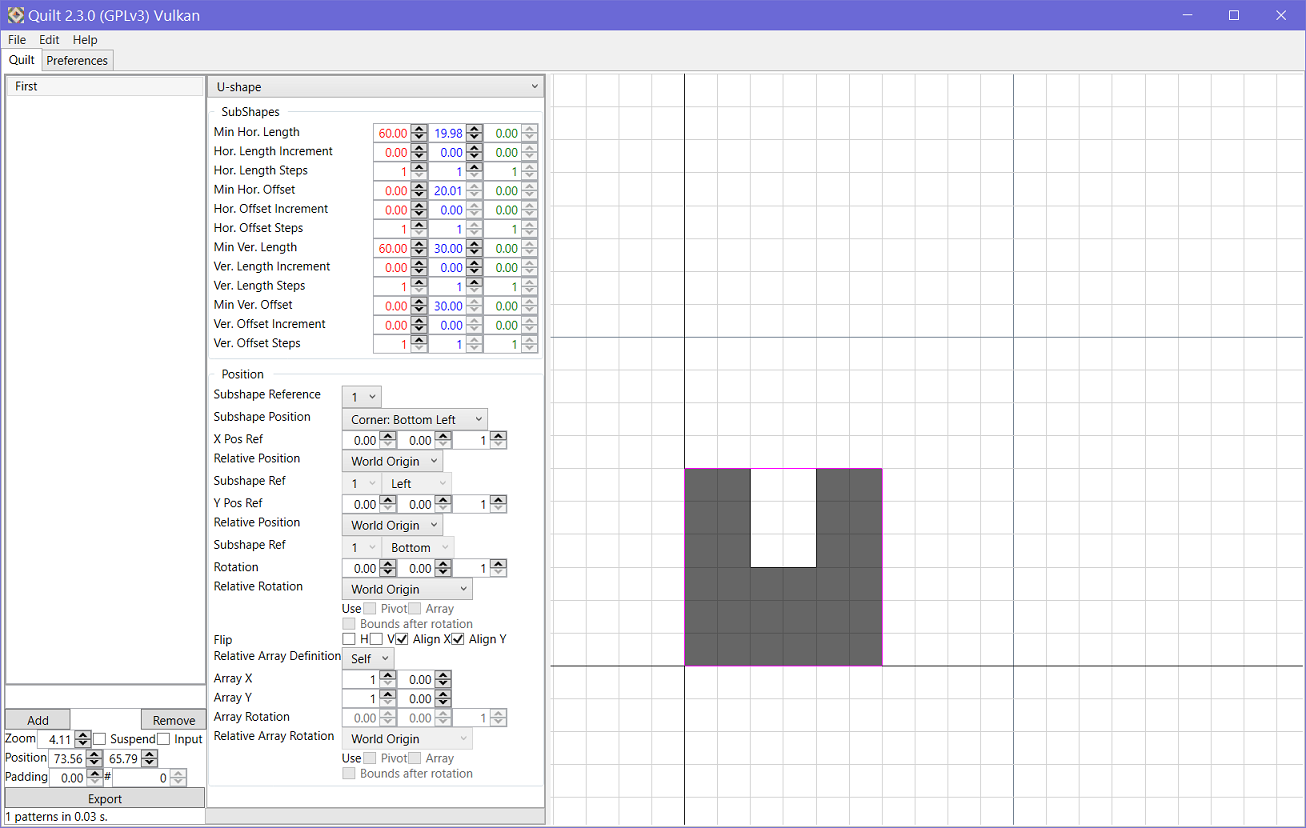 Quilt 2.3.0 (GPLv3) Vulkan
File Edit Help
Quilt Preferences
First
U-shape
SubShapes
Min Hor. Length 60.00 19.98 0.00
Hor. Length Increment 0.00 0.00 0.00
Hor. Length Steps 1 1 1
Min Hor. Offset 0.00 20.01 0.00
Hor. Offset Increment 0.00 0.00 0.00
Hor. Offset Steps 1 1 1
Min Ver. Length 60.00 30.00 0.00
Ver. Length Increment 0.00 0.00 0.00
Ver. Length Steps 1 1 1
Min Ver. Offset 0.00 30.00 0.00
Ver. Offset Increment 0.00 0.00 0.00
Ver. Offset Steps 1 1 1
Position
Subshape Reference 1
Subshape Position Corner: Bottom Left
X Pos Ref 0.00 0.00 1
Relative Position World Origin
Subshape Ref 1 Left
Y Pos Ref 0.00 0.00 1
Relative Position World Origin
Subshape Ref 1 Bottom
Rotation 0.00 0.00 1
Relative Rotation World Origin
Use Pivot Array
Bounds after rotation
Flip H V Align X Align Y
Relative Array Definition Self
Array X 1 0.00
Array Y 1 0.00
Array Rotation 0.00 0.00 1
Relative Array Rotation World Origin
Use Pivot Array
Bounds after rotation
Add Remove
Zoom 4.11 Suspend Input
Position 73.56 65.79
Padding 0.00 # 0
Export
1 patterns in 0.03 s.